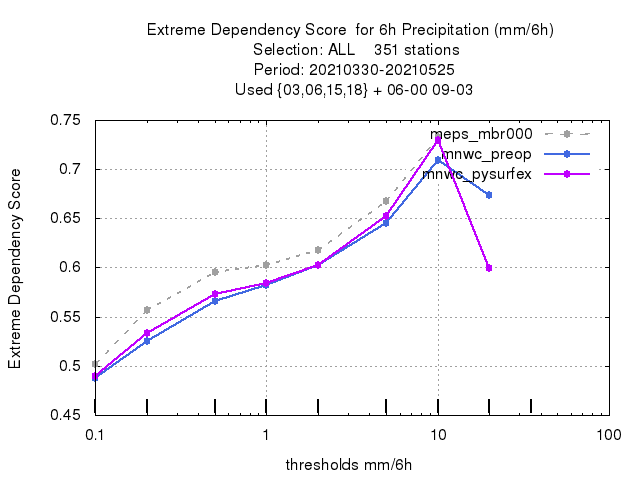 Extreme Dependency Score  for 6h Precipitation (mm/6h)
Selection: ALL    351 stations
Period: 20210330-20210525
Used {03,06,15,18} + 06-00 09-03
meps_mbr000
mnwc_preop
mnwc_pysurfex
0.75
0.7
0.65
0.6
0.55
0.5
0.45
Extreme Dependency Score
0.1
1
10
100
thresholds mm/6h